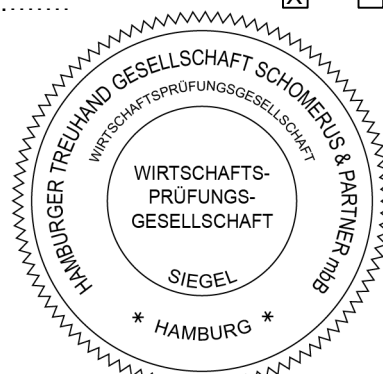 ........
HAMBURGER TREUHAND GESELLSCHAFT SCHOMERUS & PARTNER mbB
WIRTSCHAFTSPRÜFUNGSGESELLSCHAFT
WIRTSCHAFTS-
PRÜFUNGS-
GESELLSCHAFT
SIEGEL
* HAMBURG *